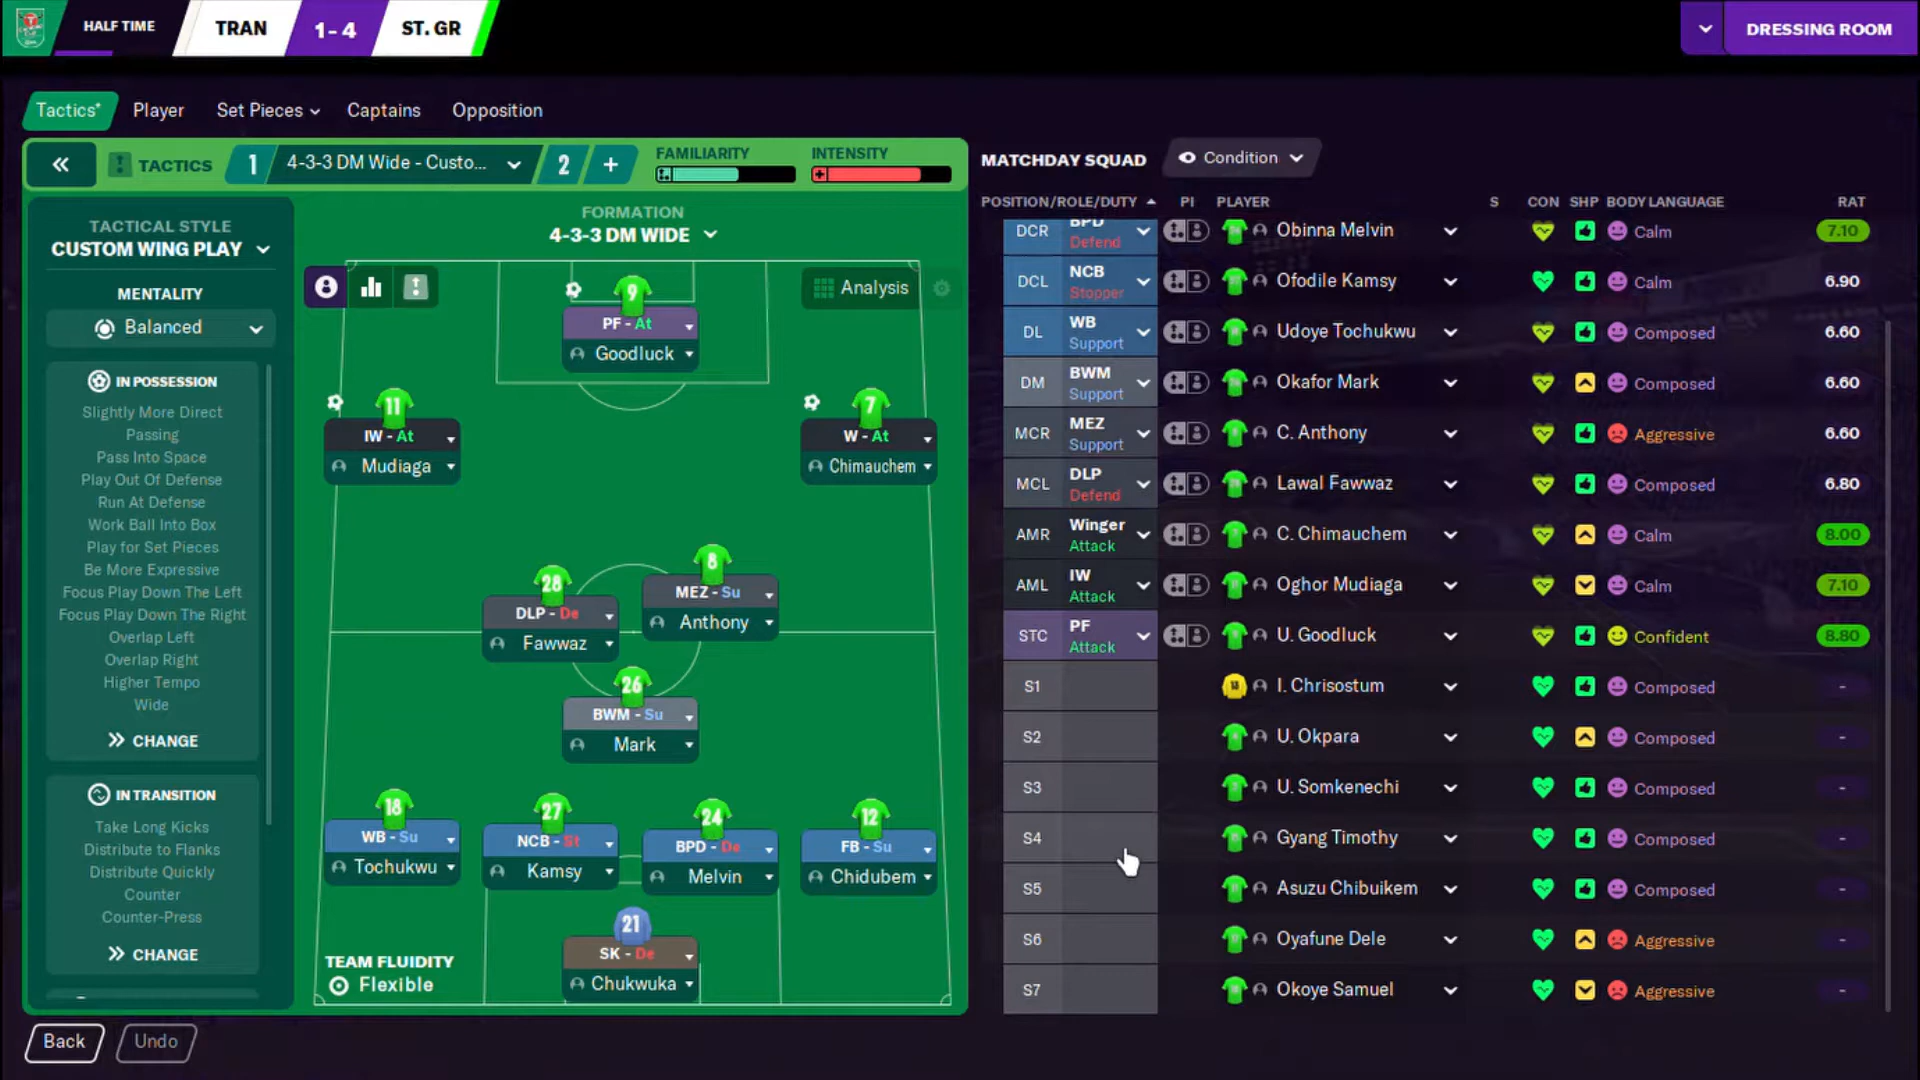 HALF TIME
TRAN
1 - 4
ST. GR
DRESSING ROOM
Tactics*
Player
Set Pieces
Captains
Opposition
TACTICS
1
4-3-3 DM Wide - Custo...
2
+
FAMILIARITY
INTENSITY
TACTICAL STYLE
CUSTOM WING PLAY
MENTALITY
Balanced
IN POSSESSION
Slightly More Direct
Passing
Pass Into Space
Play Out Of Defense
Run At Defense
Work Ball Into Box
Play for Set Pieces
Be More Expressive
Focus Play Down The Left
Focus Play Down The Right
Overlap Left
Overlap Right
Higher Tempo
Wide
CHANGE
IN TRANSITION
Take Long Kicks
Distribute to Flanks
Distribute Quickly
Counter
Counter-Press
CHANGE
FORMATION
4-3-3 DM WIDE
Analysis
9
PF - At
Goodluck
11
IW - At
Mudiaga
7
W - At
Chimauchem
28
DLP - De
Fawwaz
8
MEZ - Su
Anthony
26
BWM - Su
Mark
18
WB - Su
Tochukwu
27
NCB - St
Kamsy
24
BPD - De
Melvin
12
FB - Su
Chidubem
21
SK - De
Chukwuka
TEAM FLUIDITY
Flexible
MATCHDAY SQUAD
Condition
POSITION/ROLE/DUTY PI PLAYER S CON SHP BODY LANGUAGE RAT
DCR BPD Defend Obinna Melvin Calm 7.10
DCL NCB Stopper Ofodile Kamsy Calm 6.90
DL WB Support Udoye Tochukwu Composed 6.60
DM BWM Support Okafor Mark Composed 6.60
MCR MEZ Support C. Anthony Aggressive 6.60
MCL DLP Defend Lawal Fawwaz Composed 6.80
AMR Winger Attack C. Chimauchem Calm 8.00
AML IW Attack Oghor Mudiaga Calm 7.10
STC PF Attack U. Goodluck Confident 8.80
S1 I. Chrisostum Composed -
S2 U. Okpara Composed -
S3 U. Somkenechi Composed -
S4 Gyang Timothy Composed -
S5 Asuzu Chibuikem Composed -
S6 Oyafune Dele Aggressive -
S7 Okoye Samuel Aggressive -
Back
Undo